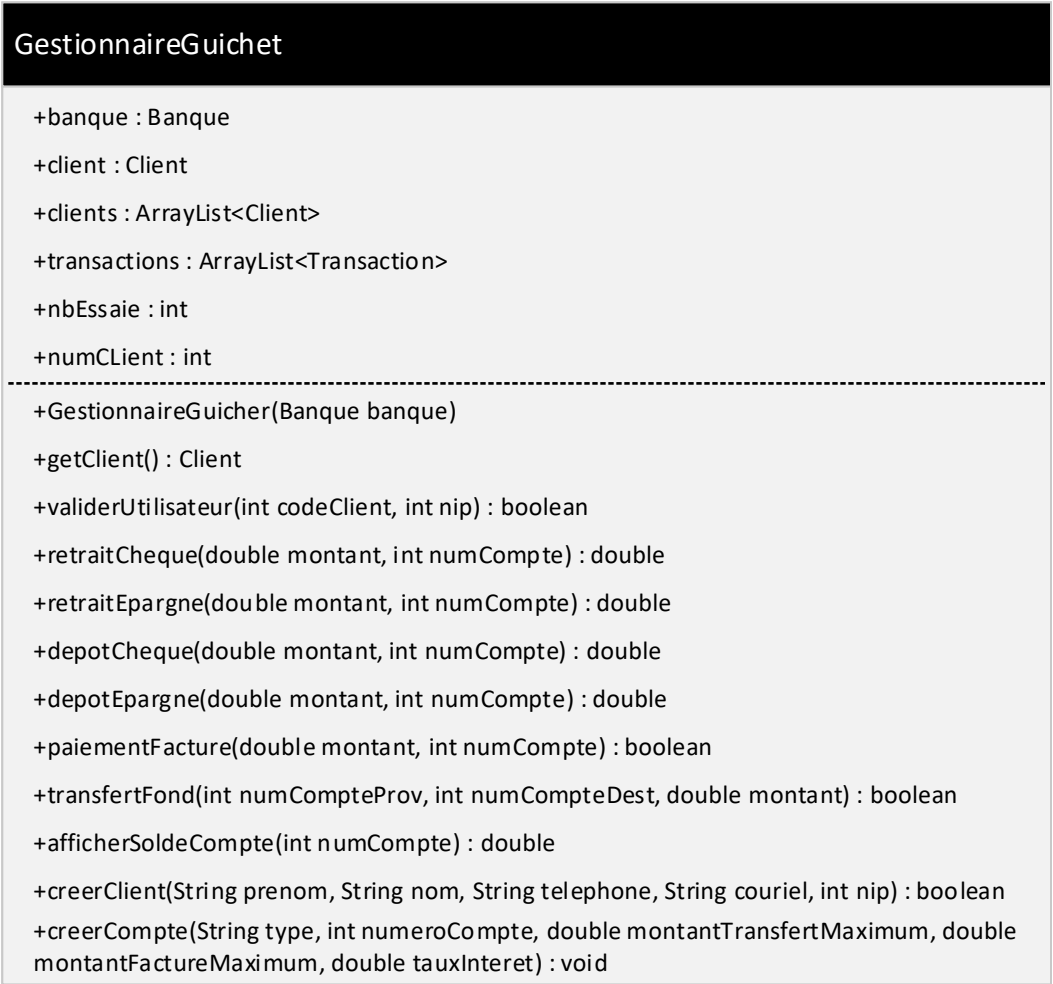 GestionnaireGuichet
+banque : Banque
+client : Client
+clients : ArrayList<Client>
+transactions : ArrayList<Transaction>
+nbEssaie : int
+numCLient : int
+GestionnaireGuicher(Banque banque)
+getClient() : Client
+validerUtilisateur(int codeClient, int nip) : boolean
+retraitCheque(double montant, int numCompte) : double
+retraitEpargne(double montant, int numCompte) : double
+depotCheque(double montant, int numCompte) : double
+depotEpargne(double montant, int numCompte) : double
+paiementFacture(double montant, int numCompte) : boolean
+transfertFond(int numCompteProv, int numCompteDest, double montant) : boolean
+afficherSoldeCompte(int numCompte) : double
+creerClient(String prenom, String nom, String telephone, String couriel, int nip) : boolean
+creerCompte(String type, int numeroCompte, double montantTransfertMaximum, double
montantFactureMaximum, double tauxInteret) : void